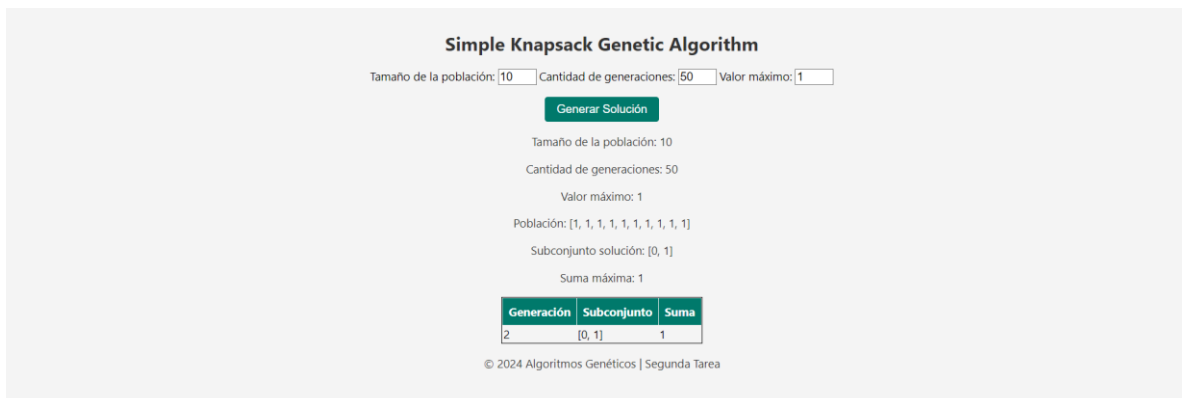 Simple Knapsack Genetic Algorithm
Tamaño de la población: 10 Cantidad de generaciones: 50 Valor máximo: 1
Generar Solución
Tamaño de la población: 10
Cantidad de generaciones: 50
Valor máximo: 1
Población: [1, 1, 1, 1, 1, 1, 1, 1, 1, 1]
Subconjunto solución: [0, 1]
Suma máxima: 1
Generación Subconjunto Suma
2 [0, 1] 1
© 2024 Algoritmos Genéticos | Segunda Tarea